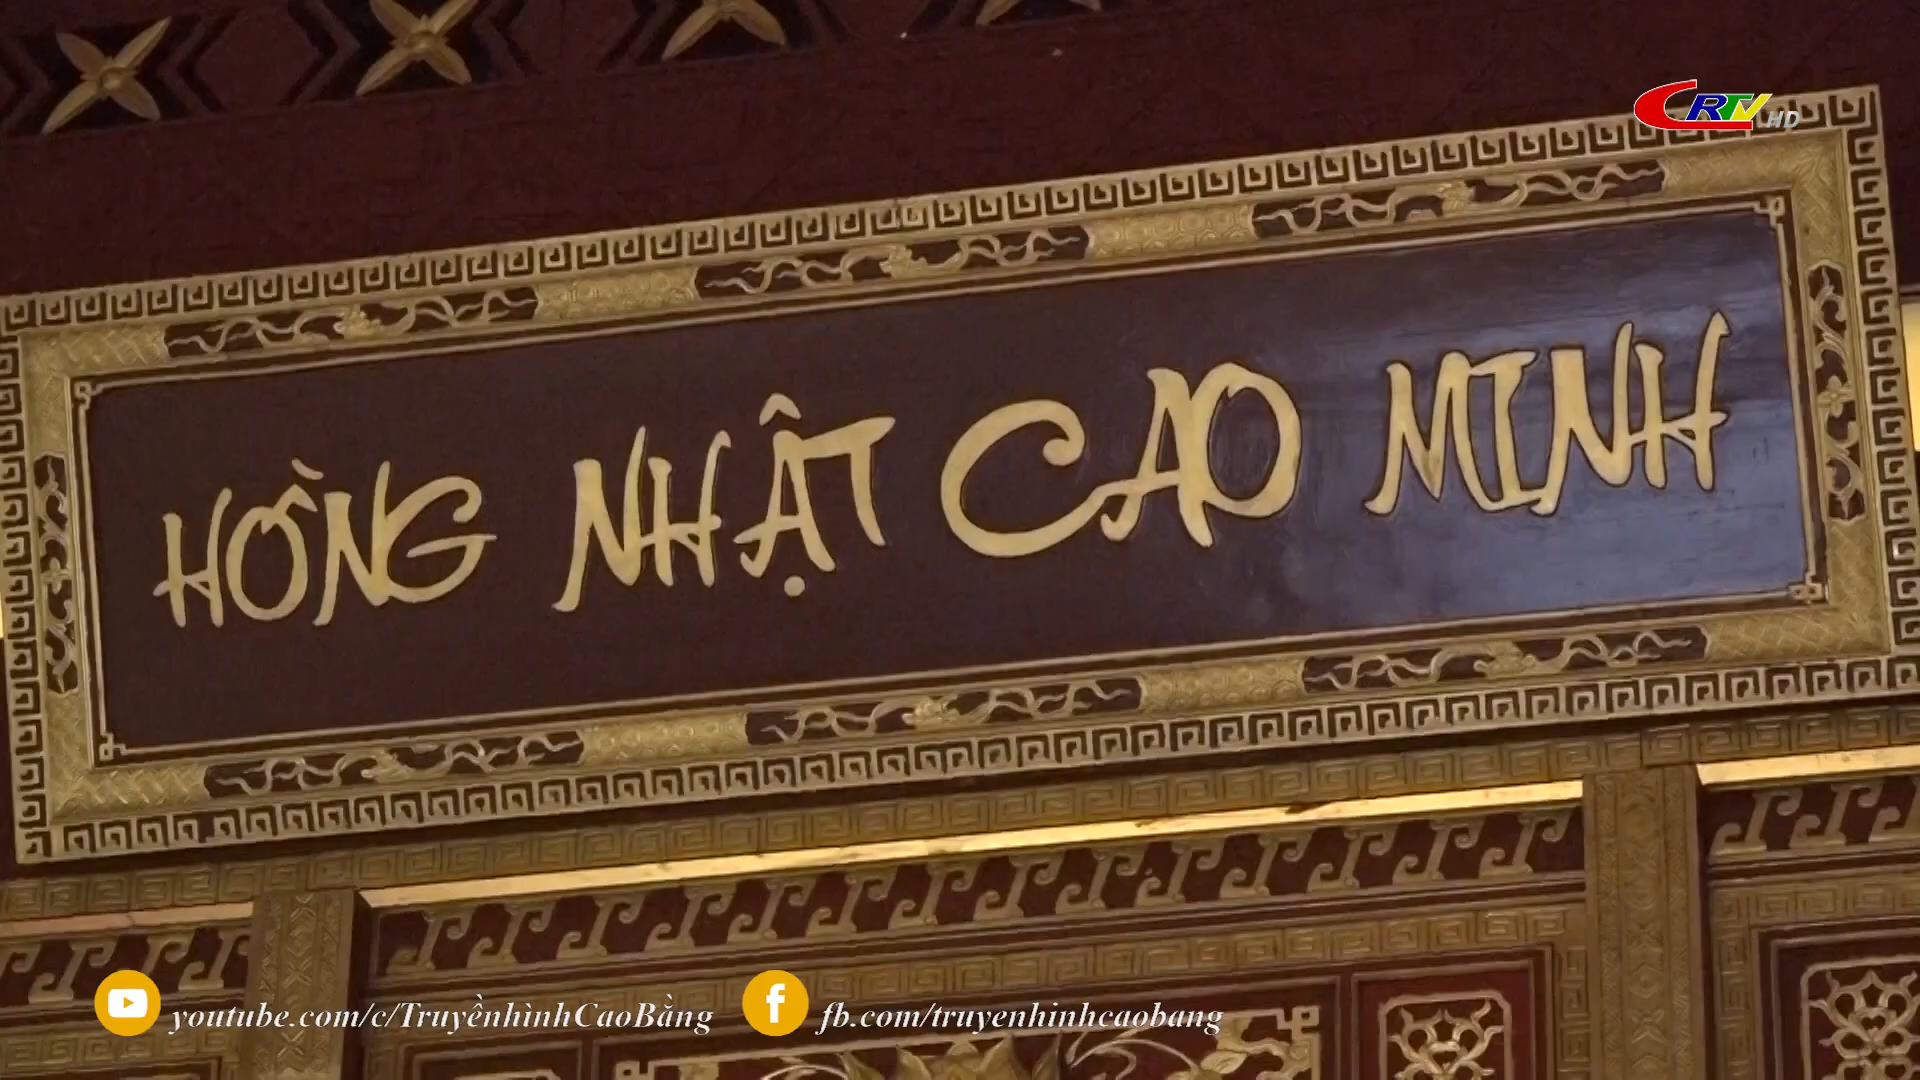 CRTV HD
HỒNG NHẬT CAO MINH
youtube.com/c/TruyềnhìnhCaoBằng
fb.com/truyenhinhcaobang